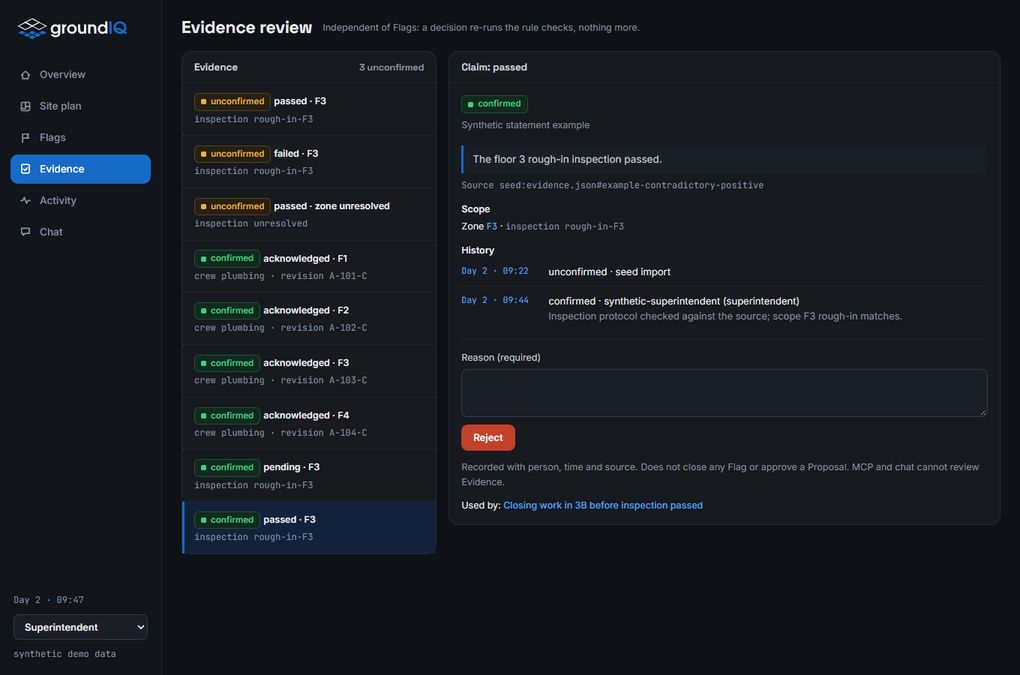 groundIQ
Overview
Site plan
Flags
Evidence
Activity
Chat
Day 2 · 09:47
Superintendent
synthetic demo data
Evidence review
Independent of Flags: a decision re-runs the rule checks, nothing more.
Evidence
3 unconfirmed
unconfirmed passed · F3
inspection rough-in-F3
unconfirmed failed · F3
inspection rough-in-F3
unconfirmed passed · zone unresolved
inspection unresolved
confirmed acknowledged · F1
crew plumbing · revision A-101-C
confirmed acknowledged · F2
crew plumbing · revision A-102-C
confirmed acknowledged · F3
crew plumbing · revision A-103-C
confirmed acknowledged · F4
crew plumbing · revision A-104-C
confirmed pending · F3
inspection rough-in-F3
confirmed passed · F3
inspection rough-in-F3
Claim: passed
confirmed
Synthetic statement example
The floor 3 rough-in inspection passed.
Source seed:evidence.json#example-contradictory-positive
Scope
Zone F3 · inspection rough-in-F3
History
Day 2 · 09:22 unconfirmed · seed import
Day 2 · 09:44 confirmed · synthetic-superintendent (superintendent)
Inspection protocol checked against the source; scope F3 rough-in matches.
Reason (required)
Reject
Recorded with person, time and source. Does not close any Flag or approve a Proposal. MCP and chat cannot review
Evidence.
Used by: Closing work in 3B before inspection passed